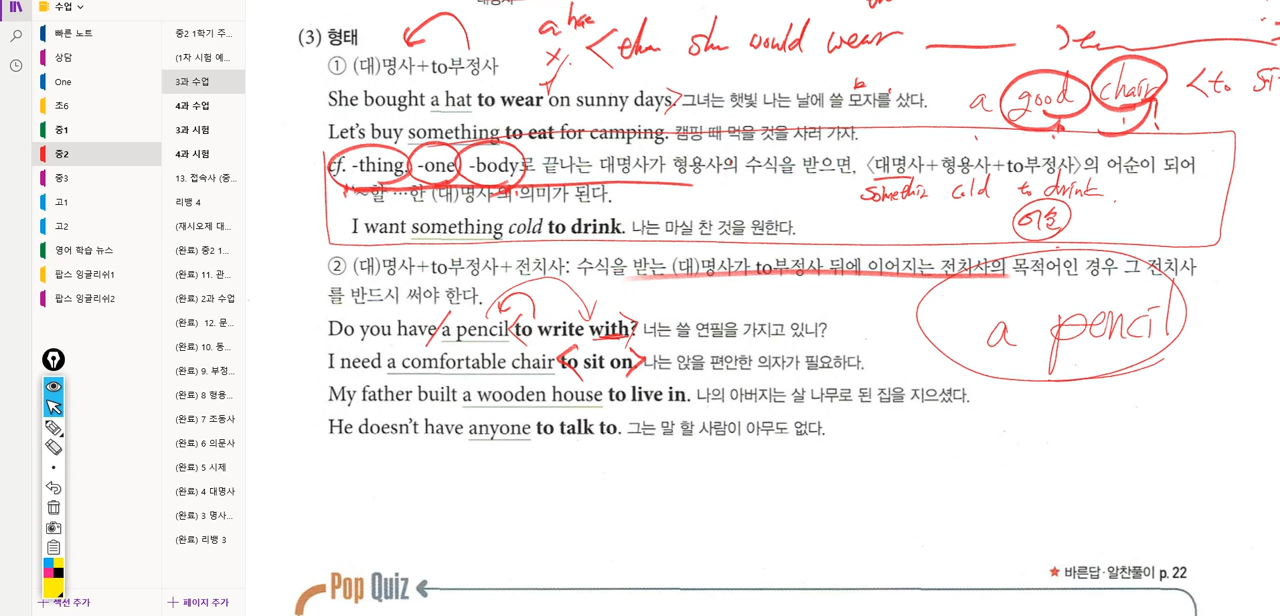 수업
빠른 노트
상담
One
초6
중1
중2
중3
고1
고2
영어 학습 뉴스
팝스 잉글리쉬1
팝스 잉글리쉬2
섹션 추가
중2 1학기 주...
(1차 시험 예...
3과 수업
4과 수업
3과 시험
4과 시험
13. 접속사 (중...
리뱅 4
(재시오제 대...
(완료) 중2 1...
(완료) 11. 관...
(완료) 2과 수업
(완료) 12. 문...
(완료) 10. 동...
(완료) 9. 부정...
(완료) 8 형용...
(완료) 7 조동사
(완료) 6 의문사
(완료) 5 시제
(완료) 4 대명사
(완료) 3 명사...
(완료) 리뱅 3
페이지 추가
than she would wear
(3) 형태
① (대)명사+to부정사
She bought a hat to wear on sunny days. 그녀는 햇빛 나는 날에 쓸 모자를 샀다.
a good chair
Let's buy something to eat for camping. 캠핑 때 먹을 것을 사러 가자.
cf. -thing, -one, -body로 끝나는 대명사가 형용사의 수식을 받으면, 〈대명사+형용사+to부정사〉의 어순이 되어
'~할 …한 (대)명사'의 의미가 된다.
cold to drink
어순
I want something cold to drink. 나는 마실 찬 것을 원한다.
② (대)명사+to부정사+전치사: 수식을 받는 (대)명사가 to부정사 뒤에 이어지는 전치사의 목적어인 경우 그 전치사
를 반드시 써야 한다.
Do you have a pencil to write with? 너는 쓸 연필을 가지고 있니?
a pencil
I need a comfortable chair to sit on. 나는 앉을 편안한 의자가 필요하다.
My father built a wooden house to live in. 나의 아버지는 살 나무로 된 집을 지으셨다.
He doesn't have anyone to talk to. 그는 말 할 사람이 아무도 없다.
★ 바른답·알찬풀이 p. 22
Pop Quiz